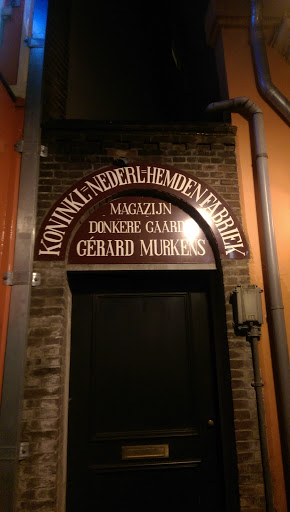 KONINKL-NEDERL-HEMDEN FABRIEK
MAGAZIJN
DONKERE GAARD
GÉRARD MURKENS